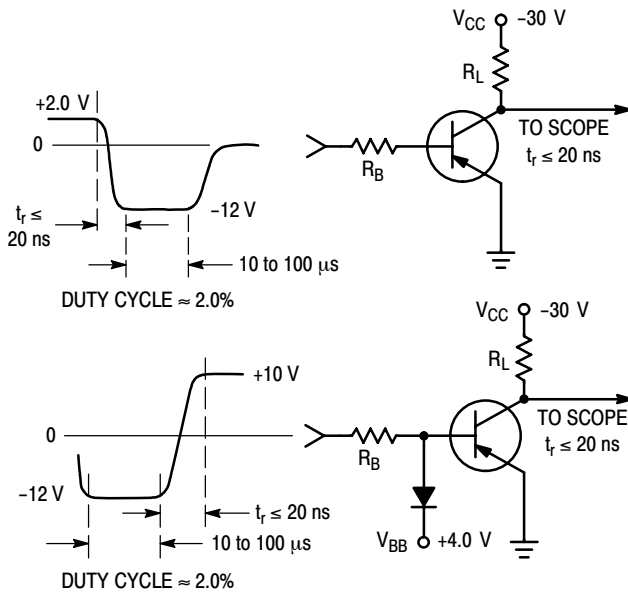 V_CC −30 V
R_L
+2.0 V
0
TO SCOPE
t_r ≤ 20 ns
R_B
t_r ≤
20 ns
−12 V
10 to 100 μs
DUTY CYCLE ≈ 2.0%
V_CC −30 V
R_L
+10 V
0
TO SCOPE
t_r ≤ 20 ns
R_B
−12 V
t_r ≤ 20 ns
10 to 100 μs
V_BB +4.0 V
DUTY CYCLE ≈ 2.0%